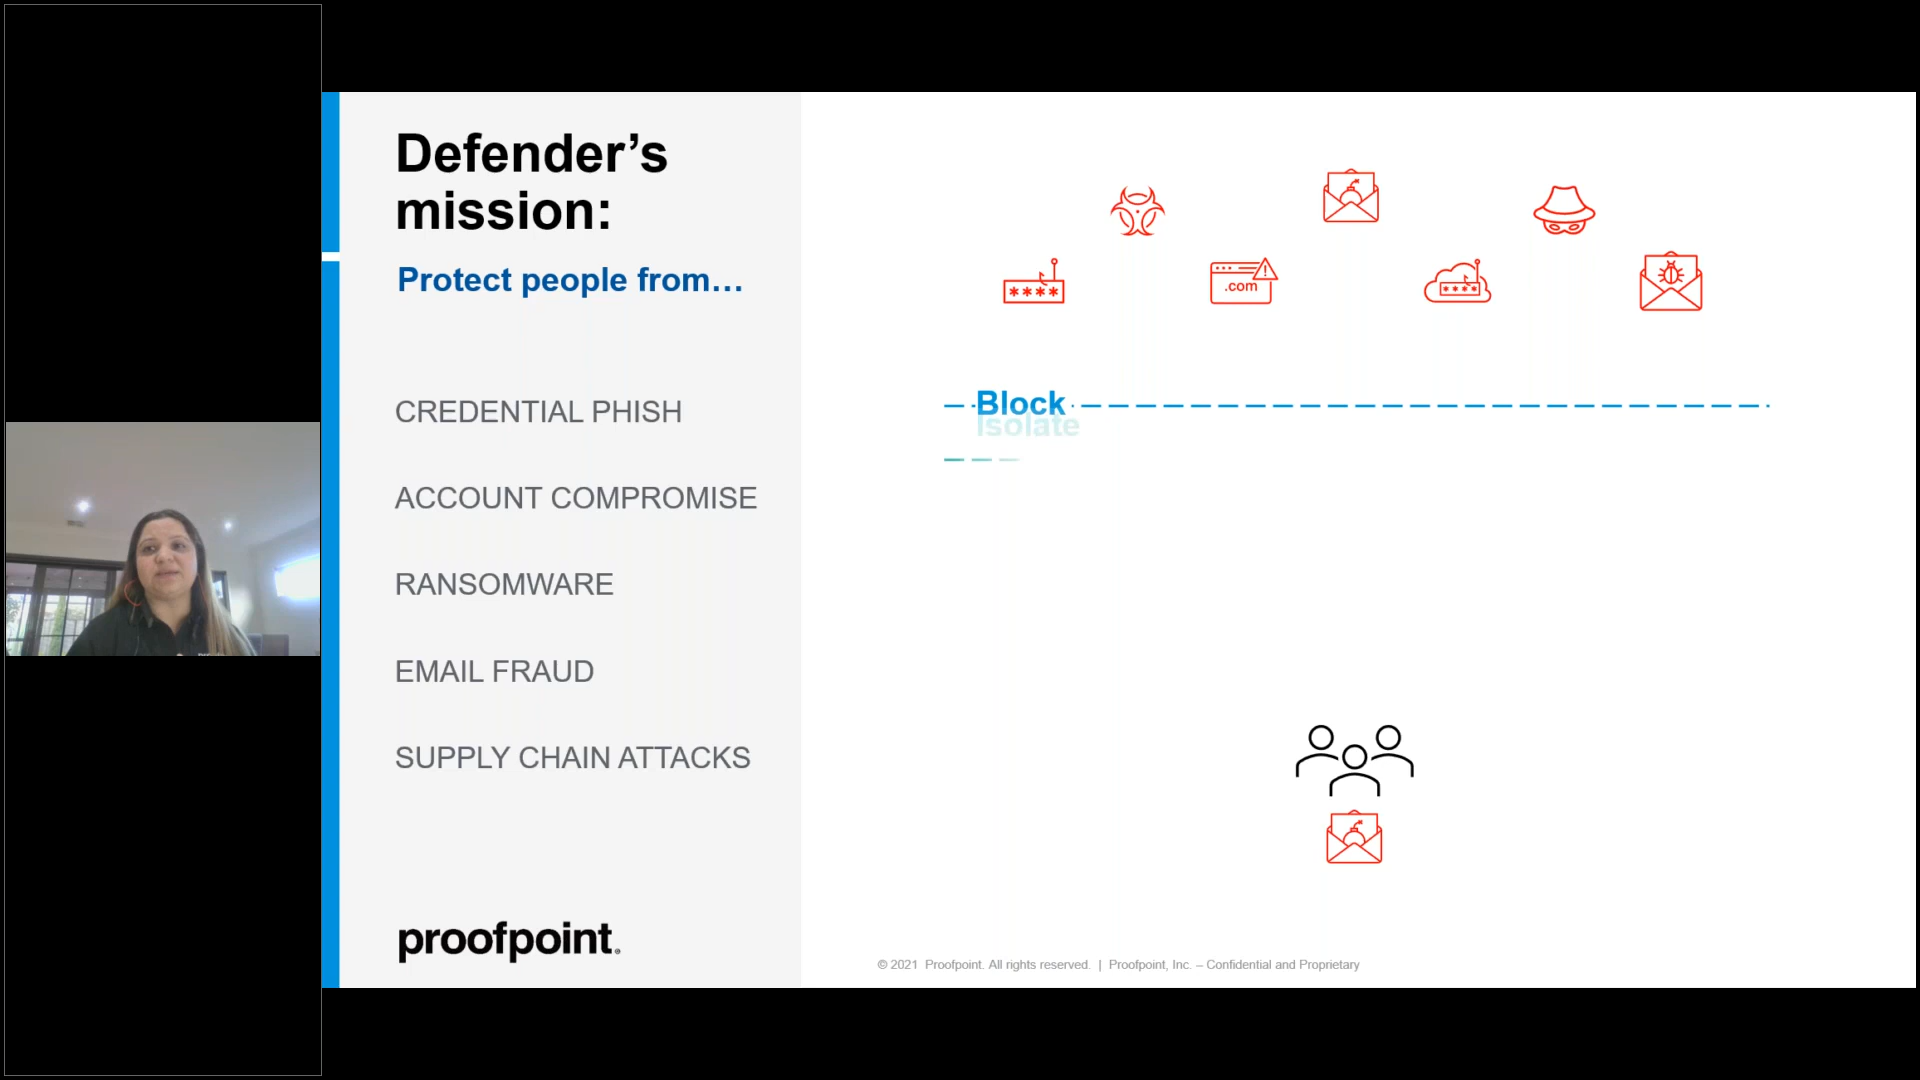 Defender’s
mission:
Protect people from…
CREDENTIAL PHISH
ACCOUNT COMPROMISE
RANSOMWARE
EMAIL FRAUD
SUPPLY CHAIN ATTACKS
proofpoint.
****
.com
****
Block
Isolate
© 2021 Proofpoint. All rights reserved. | Proofpoint, Inc. – Confidential and Proprietary